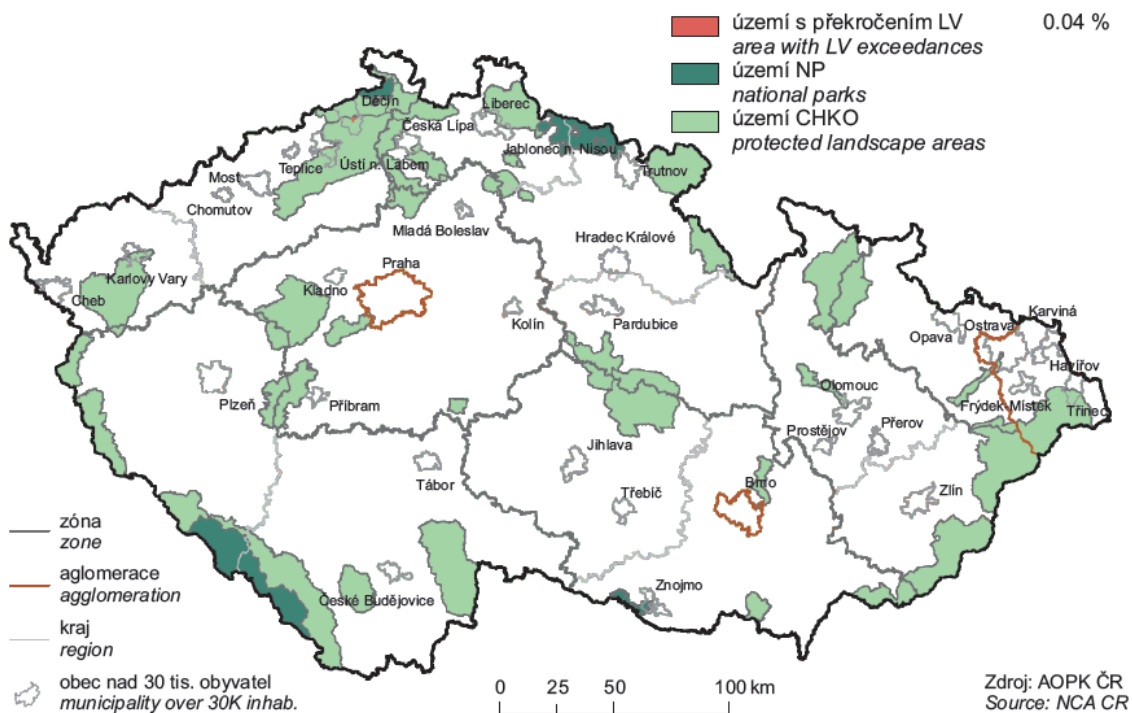 území s překročením LV 0.04 %
area with LV exceedances
území NP
national parks
území CHKO
protected landscape areas
Děčín
Liberec
Česká Lípa
Jablonec n. Nisou
Teplice
Ústí n. Labem
Trutnov
Most
Chomutov
Mladá Boleslav
Hradec Králové
Karlovy Vary
Praha
Cheb
Kladno
Kolín
Pardubice
Karviná
Ostrava
Opava
Havířov
Plzeň
Příbram
Olomouc
Frýdek-Místek
Třinec
Prostějov
Přerov
Jihlava
Tábor
Třebíč
Brno
Zlín
České Budějovice
Znojmo
zóna
zone
aglomerace
agglomeration
kraj
region
obec nad 30 tis. obyvatel
municipality over 30K inhab.
0 25 50 100 km
Zdroj: AOPK ČR
Source: NCA CR